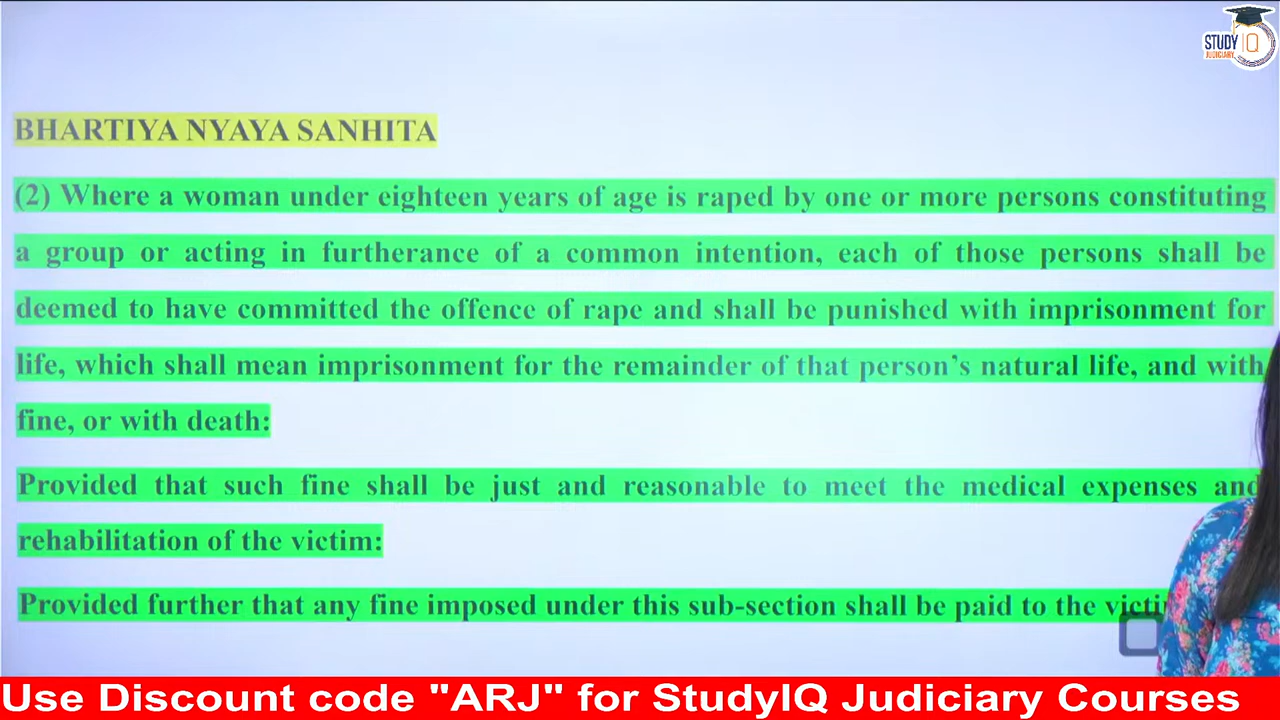 STUDY IQ
JUDICIARY
BHARTIYA NYAYA SANHITA
(2) Where a woman under eighteen years of age is raped by one or more persons constituting
a group or acting in furtherance of a common intention, each of those persons shall be
deemed to have committed the offence of rape and shall be punished with imprisonment for
life, which shall mean imprisonment for the remainder of that person’s natural life, and with
fine, or with death:
Provided that such fine shall be just and reasonable to meet the medical expenses and
rehabilitation of the victim:
Provided further that any fine imposed under this sub-section shall be paid to the
Use Discount code "ARJ" for StudyIQ Judiciary Courses